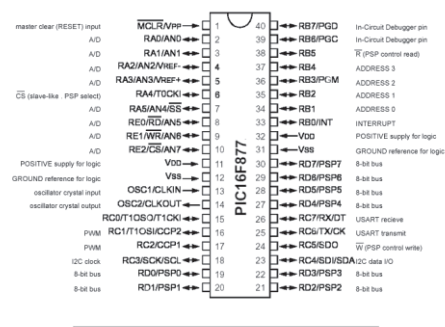 master clear (RESET) input MCLR/VPP 1 40 RB7/PGD In-Circuit Debugger pin
A/D RA0/AN0 2 39 RB6/PGC In-Circuit Debugger pin
A/D RA1/AN1 3 38 RB5 R (PSP control read)
A/D RA2/AN2/VREF- 4 37 RB4 ADDRESS 3
A/D RA3/AN3/VREF+ 5 36 RB3/PGM ADDRESS 2
CS (slave-like . PSP select) RA4/T0CKI 6 35 RB2 ADDRESS 1
A/D RA5/AN4/SS 7 34 RB1 ADDRESS 0
A/D RE0/RD/AN5 8 33 RB0/INT INTERRUPT
A/D RE1/WR/AN6 9 32 VDD POSITIVE supply for logic
A/D RE2/CS/AN7 10 31 VSS GROUND reference for logic
POSITIVE supply for logic VDD 11 30 RD7/PSP7 8-bit bus
GROUND reference for logic VSS 12 29 RD6/PSP6 8-bit bus
oscillator crystal input OSC1/CLKIN 13 28 RD5/PSP5 8-bit bus
oscillator crystal output OSC2/CLKOUT 14 27 RD4/PSP4 8-bit bus
RC0/T1OSO/T1CKI 15 26 RC7/RX/DT USART recieve
PWM RC1/T1OSI/CCP2 16 25 RC6/TX/CK USART transmit
PWM RC2/CCP1 17 24 RC5/SDO W (PSP control write)
I2C clock RC3/SCK/SCL 18 23 RC4/SDI/SDA I2C data I/O
8-bit bus RD0/PSP0 19 22 RD3/PSP3 8-bit bus
8-bit bus RD1/PSP1 20 21 RD2/PSP2 8-bit bus
PIC16F877